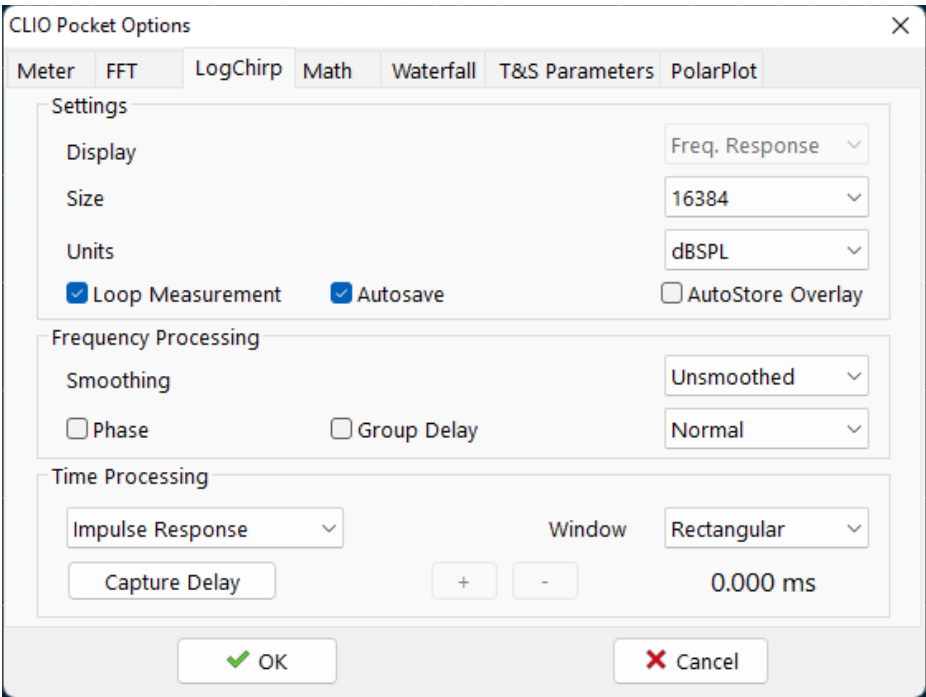 CLIO Pocket Options
Meter FFT LogChirp Math Waterfall T&S Parameters PolarPlot
Settings
Display Freq. Response
Size 16384
Units dBSPL
Loop Measurement Autosave AutoStore Overlay
Frequency Processing
Smoothing Unsmoothed
Phase Group Delay Normal
Time Processing
Impulse Response Window Rectangular
Capture Delay + - 0.000 ms
OK Cancel